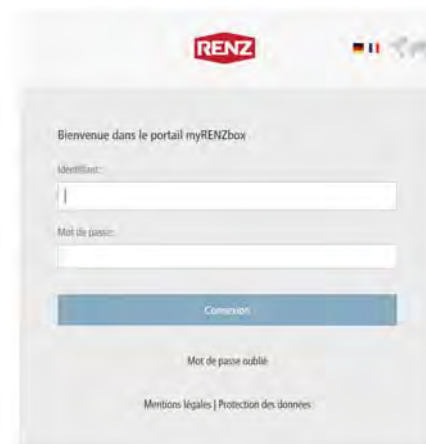 RENZ
Bienvenue dans le portail myRENZbox
Identifiant:
Mot de passe:
Connexion
Mot de passe oublié
Mentions légales | Protection des données